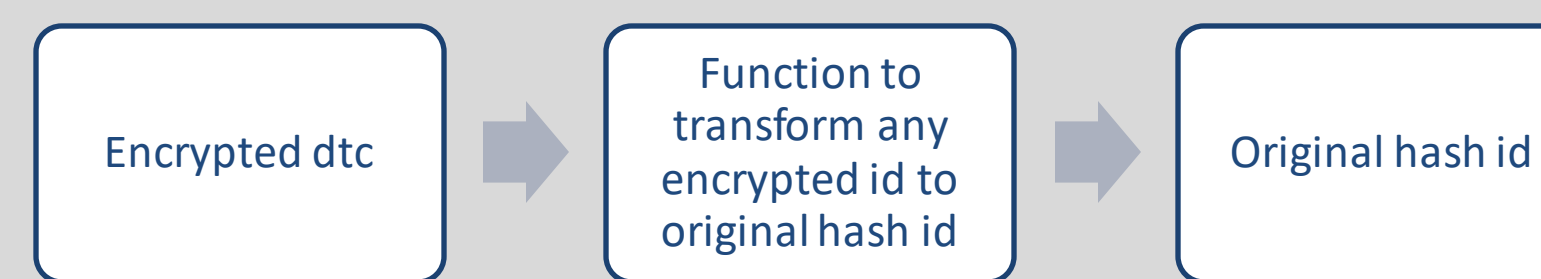 Encrypted dtc
Function to
transform any
encrypted id to
original hash id
Original hash id